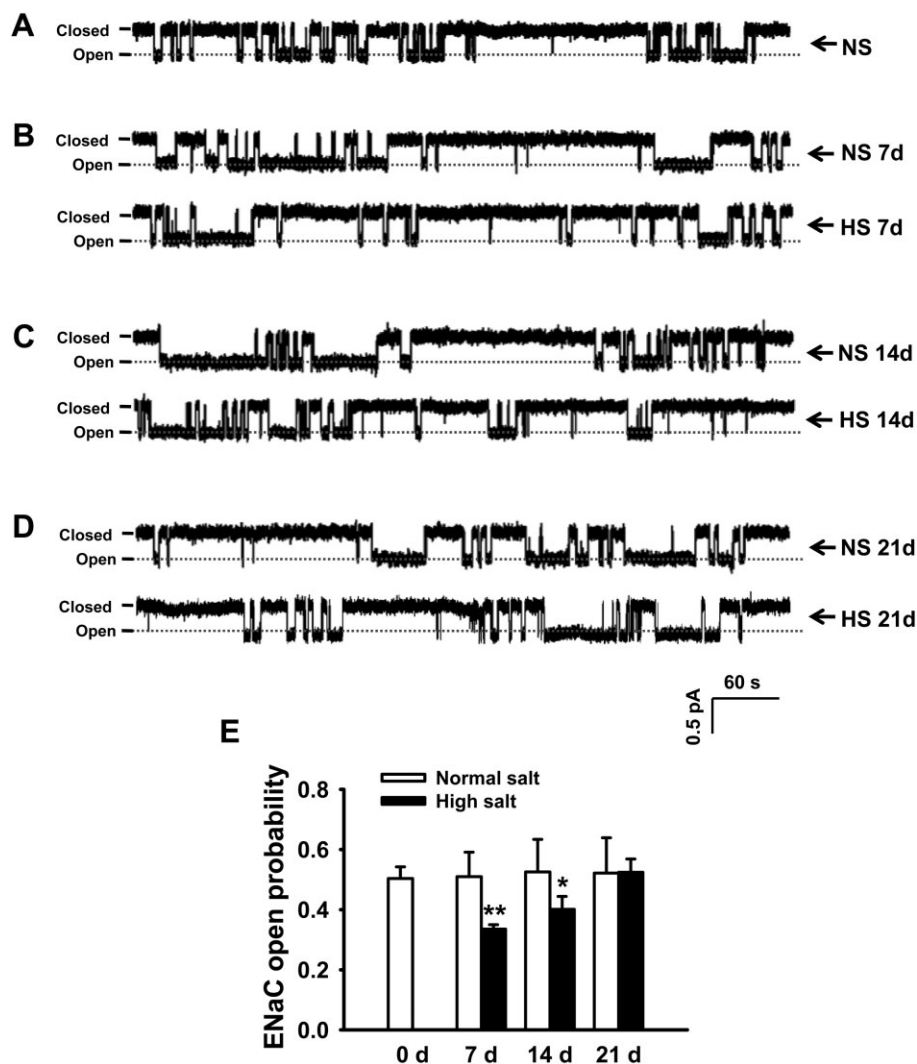 A Closed
Open
← NS
B Closed
Open
← NS 7d
Closed
Open
← HS 7d
C Closed
Open
← NS 14d
Closed
Open
← HS 14d
D Closed
Open
← NS 21d
Closed
Open
← HS 21d
60 s
0.5 pA
E
Normal salt
High salt
ENaC open probability
0.8
0.6
0.4
0.2
0.0
**
*
0 d 7 d 14 d 21 d